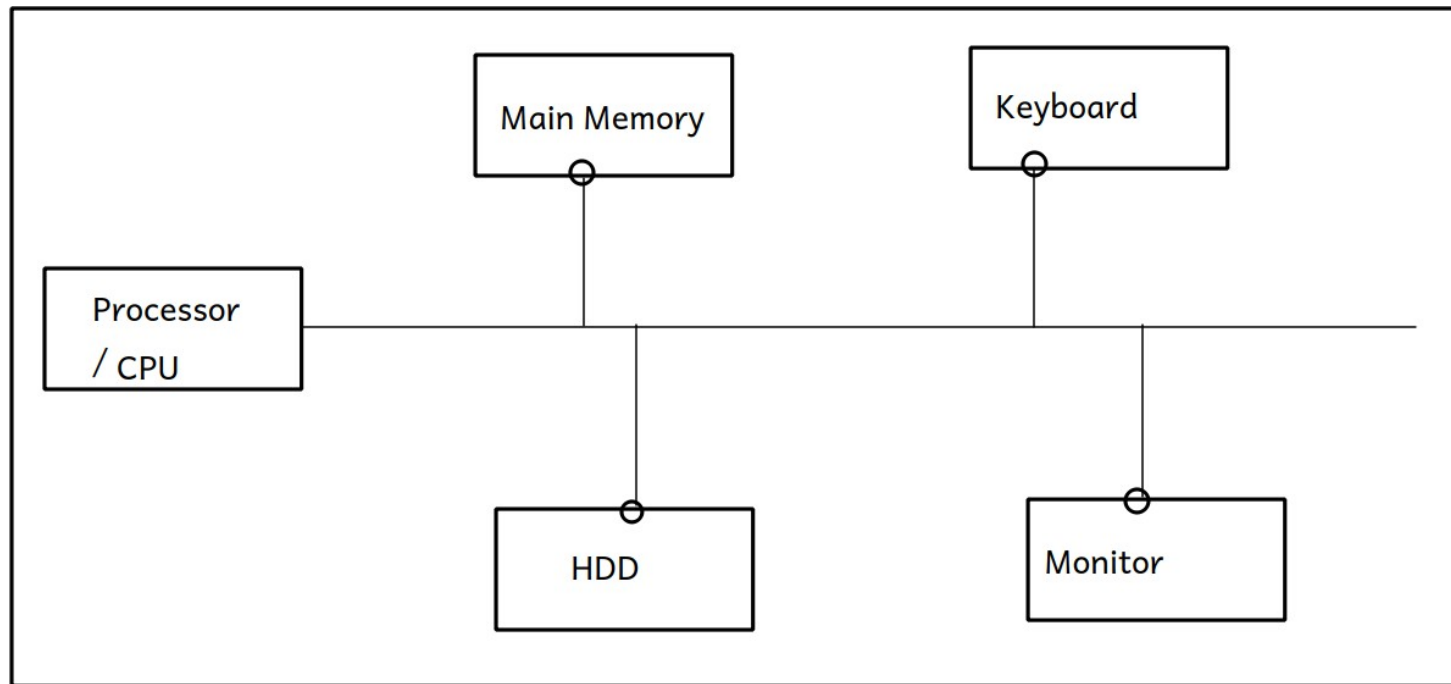 Main Memory
Keyboard
Processor
/ CPU
HDD
Monitor